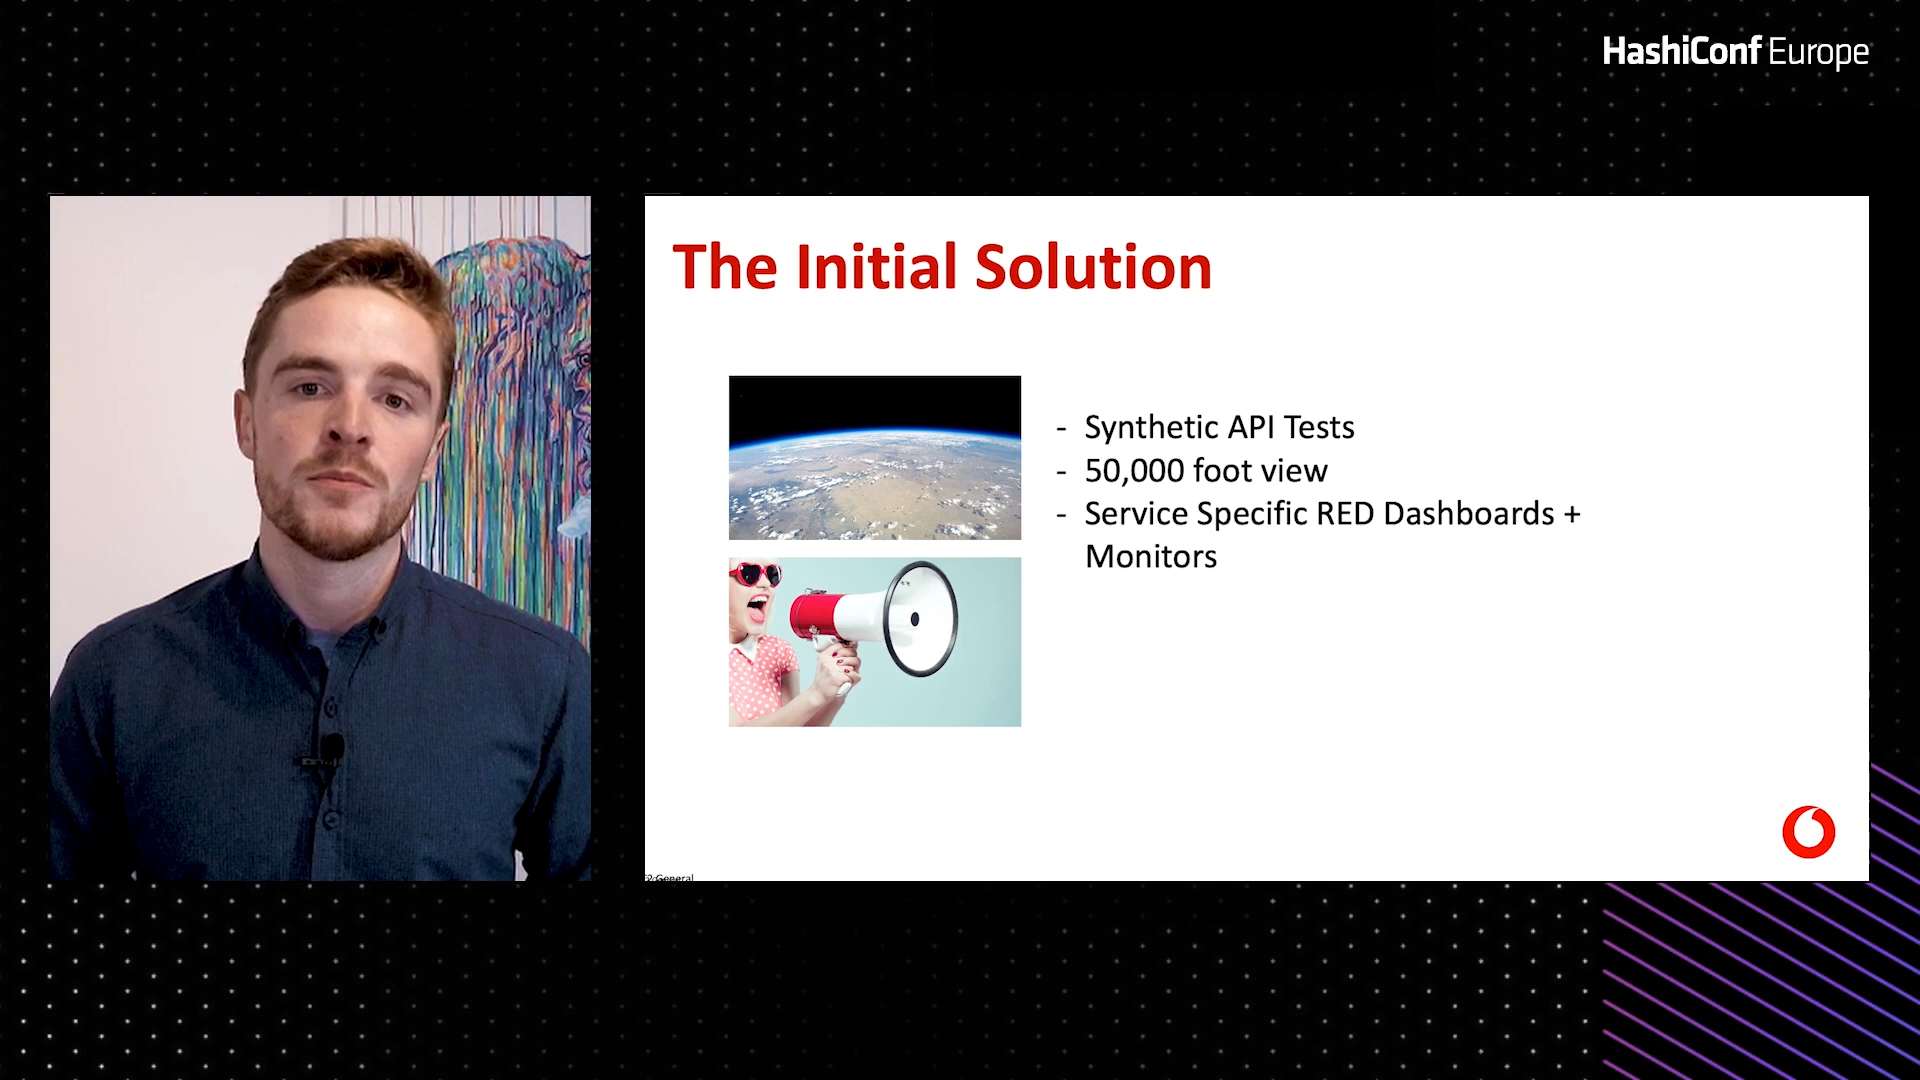 HashiConf Europe
The Initial Solution
- Synthetic API Tests
- 50,000 foot view
- Service Specific RED Dashboards +
Monitors
General